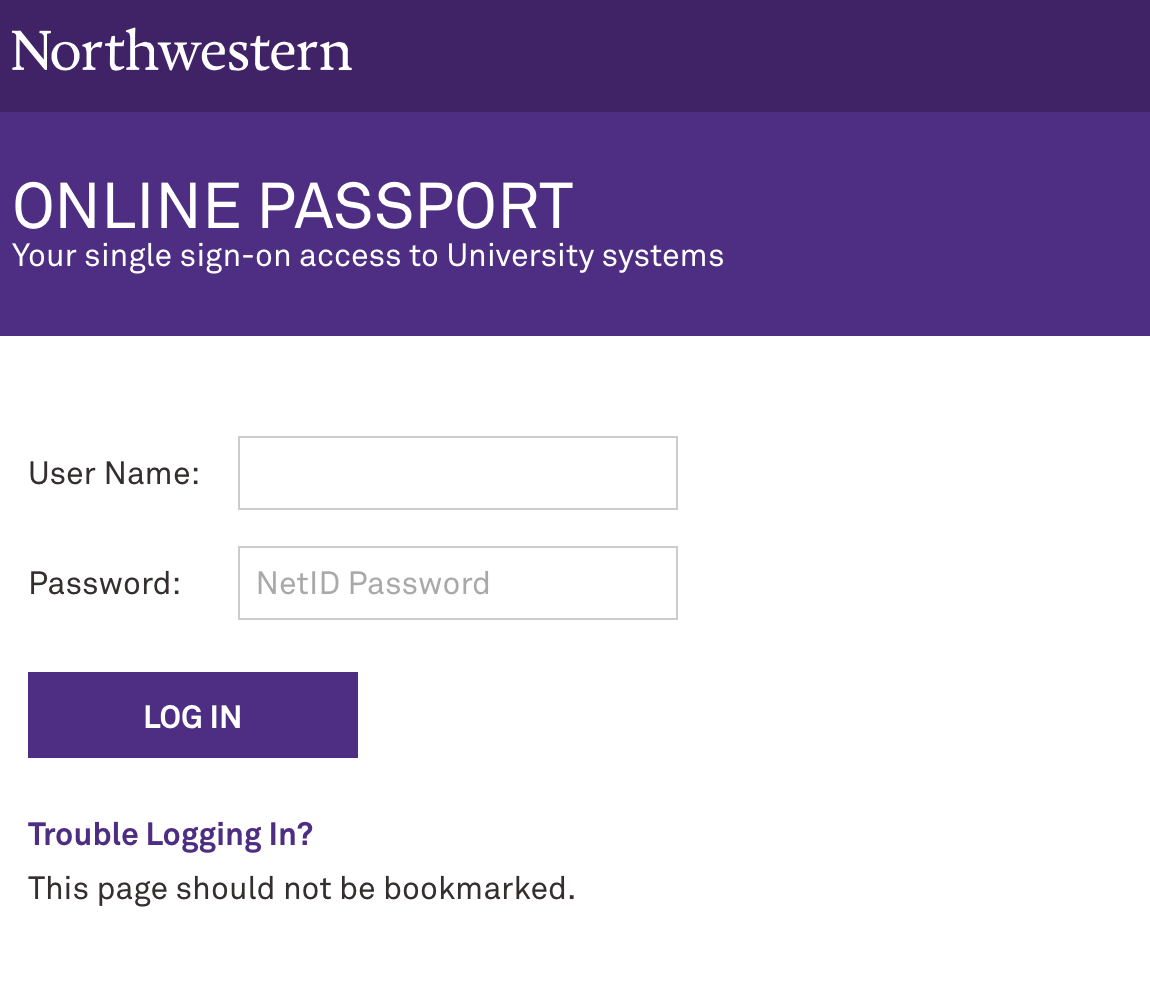 Northwestern
ONLINE PASSPORT
Your single sign-on access to University systems
User Name:
Password:
NetID Password
LOG IN
Trouble Logging In?
This page should not be bookmarked.